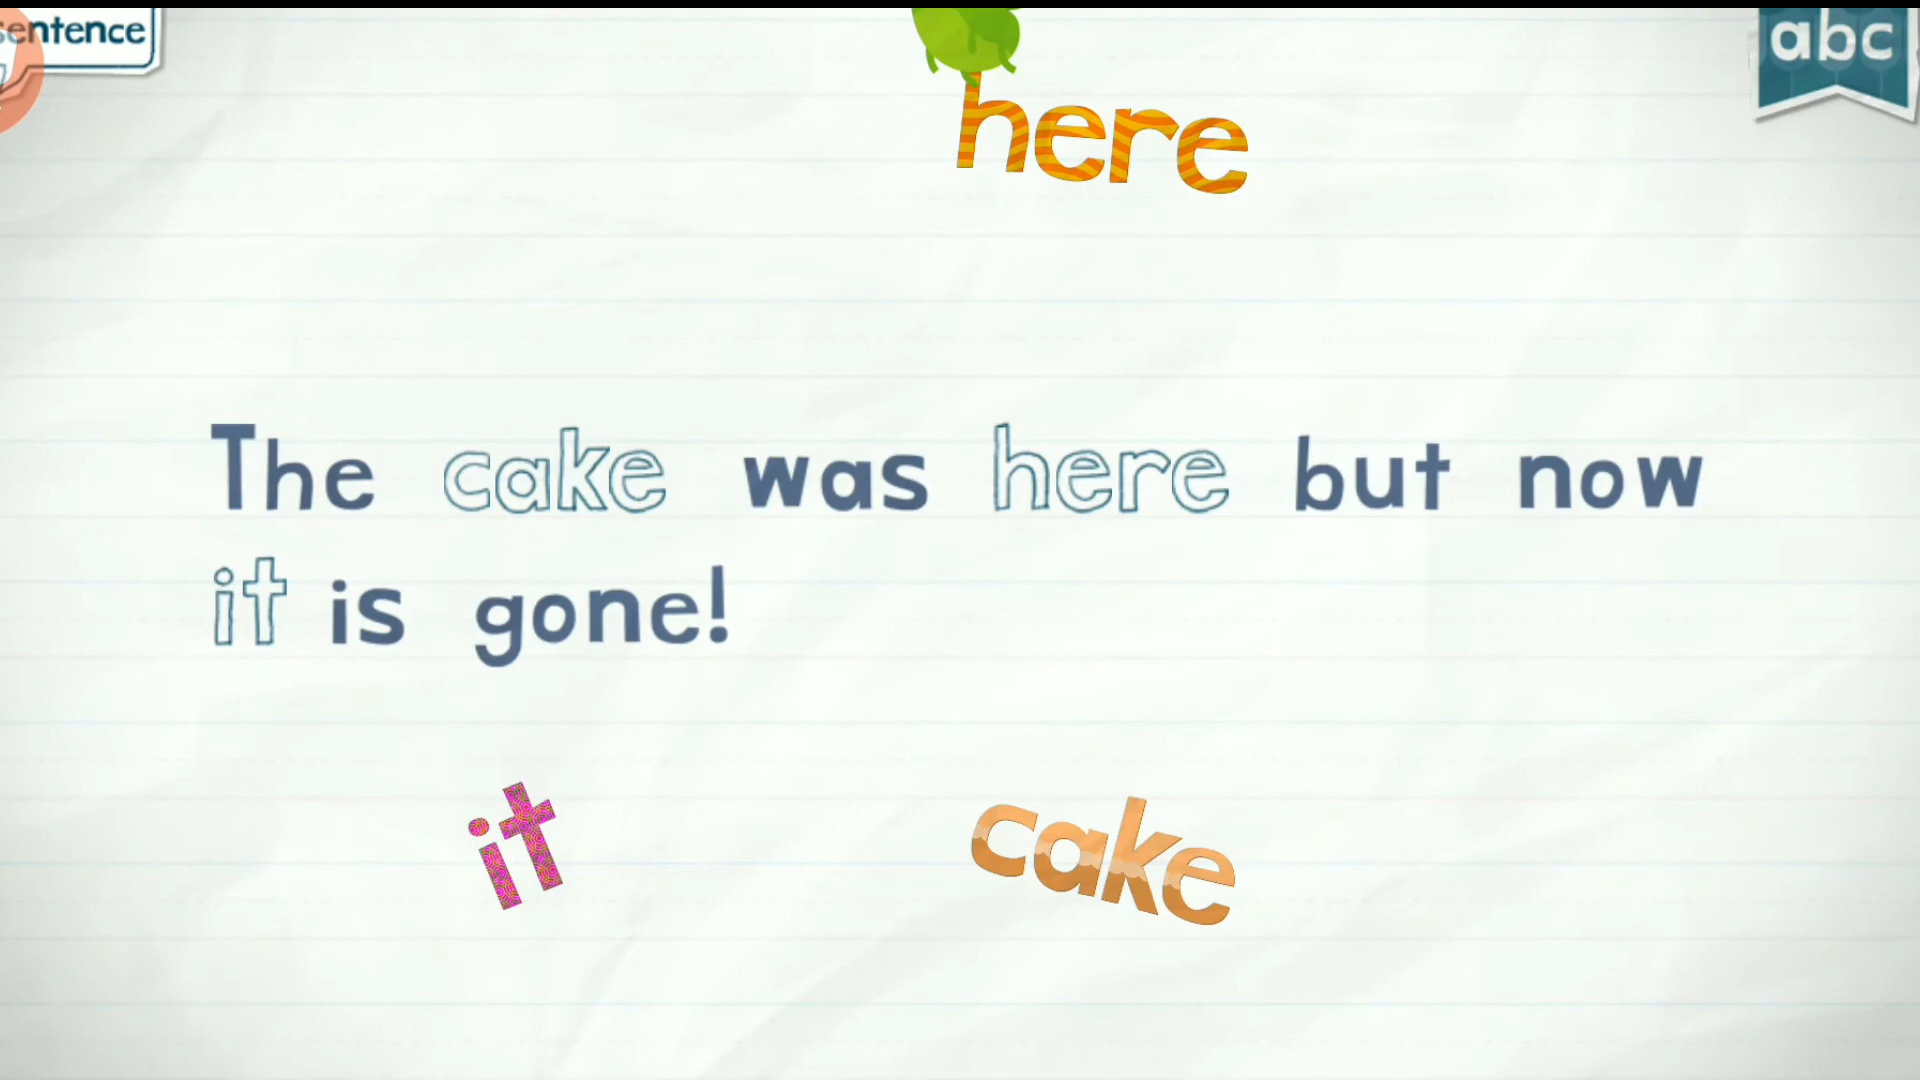 sentence
abc
here
The cake was here but now
it is gone!
it
cake